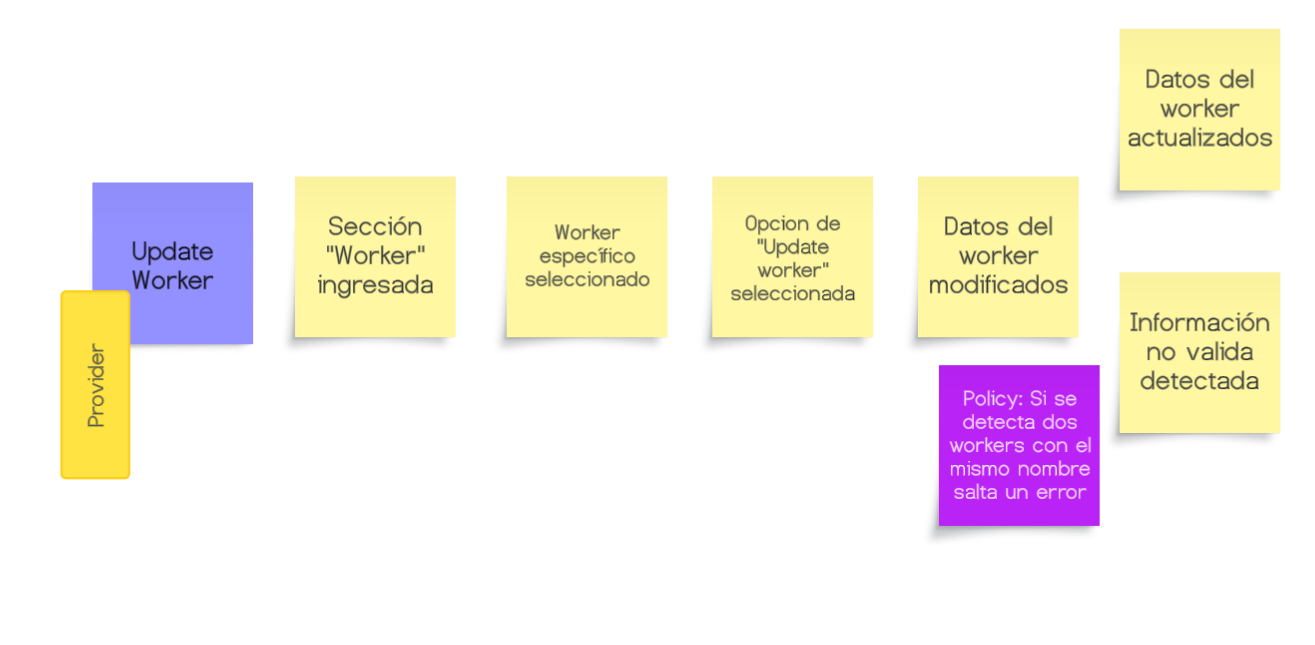 Update
Worker
Provider
Sección
"Worker"
ingresada
Worker
específico
seleccionado
Opcion de
"Update
worker"
seleccionada
Datos del
worker
modificados
Policy: Si se
detecta dos
workers con el
mismo nombre
salta un error
Datos del
worker
actualizados
Información
no valida
detectada